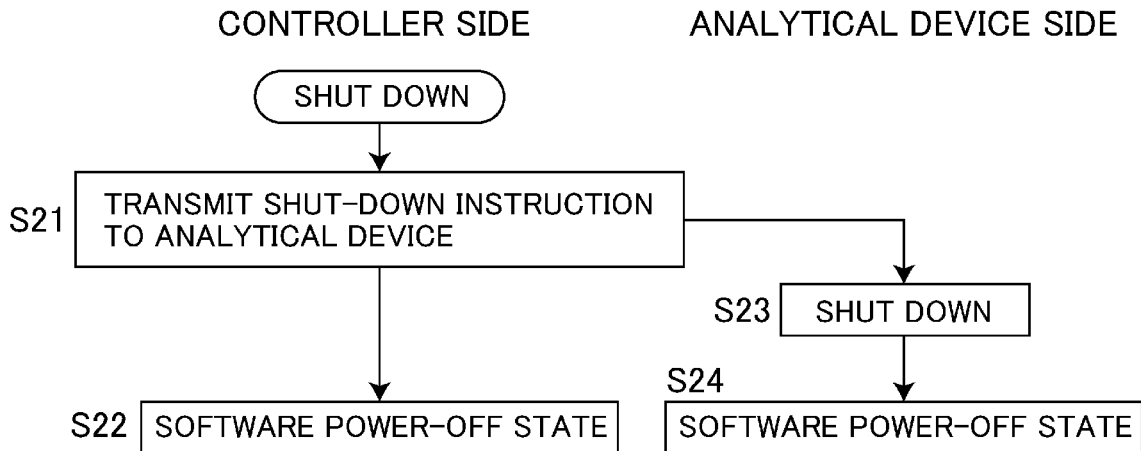 CONTROLLER SIDE
ANALYTICAL DEVICE SIDE
SHUT DOWN
S21
TRANSMIT SHUT-DOWN INSTRUCTION
TO ANALYTICAL DEVICE
S23
SHUT DOWN
S24
S22
SOFTWARE POWER-OFF STATE
SOFTWARE POWER-OFF STATE